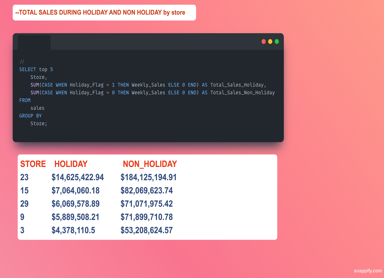 --TOTAL SALES DURING HOLIDAY AND NON HOLIDAY by store
//
SELECT top 5
Store,
SUM(CASE WHEN Holiday_Flag = 1 THEN Weekly_Sales ELSE 0 END) AS Total_Sales_Holiday,
SUM(CASE WHEN Holiday_Flag = 0 THEN Weekly_Sales ELSE 0 END) AS Total_Sales_Non_Holiday
FROM
sales
GROUP BY
Store;
STORE HOLIDAY NON_HOLIDAY
23 $14,625,422.94 $184,125,194.91
15 $7,064,060.18 $82,069,623.74
29 $6,069,578.89 $71,071,975.42
9 $5,889,508.21 $71,899,710.78
3 $4,378,110.5 $53,208,624.57
snappify.com